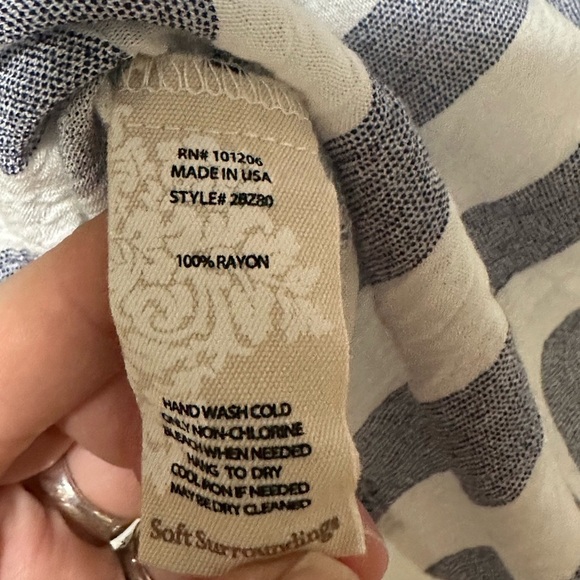 RN# 101206
MADE IN USA
STYLE# 2BZ80
100% RAYON
HAND WASH COLD
ONLY NON-CHLORINE
BLEACH WHEN NEEDED
HANG TO DRY
COOL IRON IF NEEDED
MAY BE DRY CLEANED
Soft Surroundings